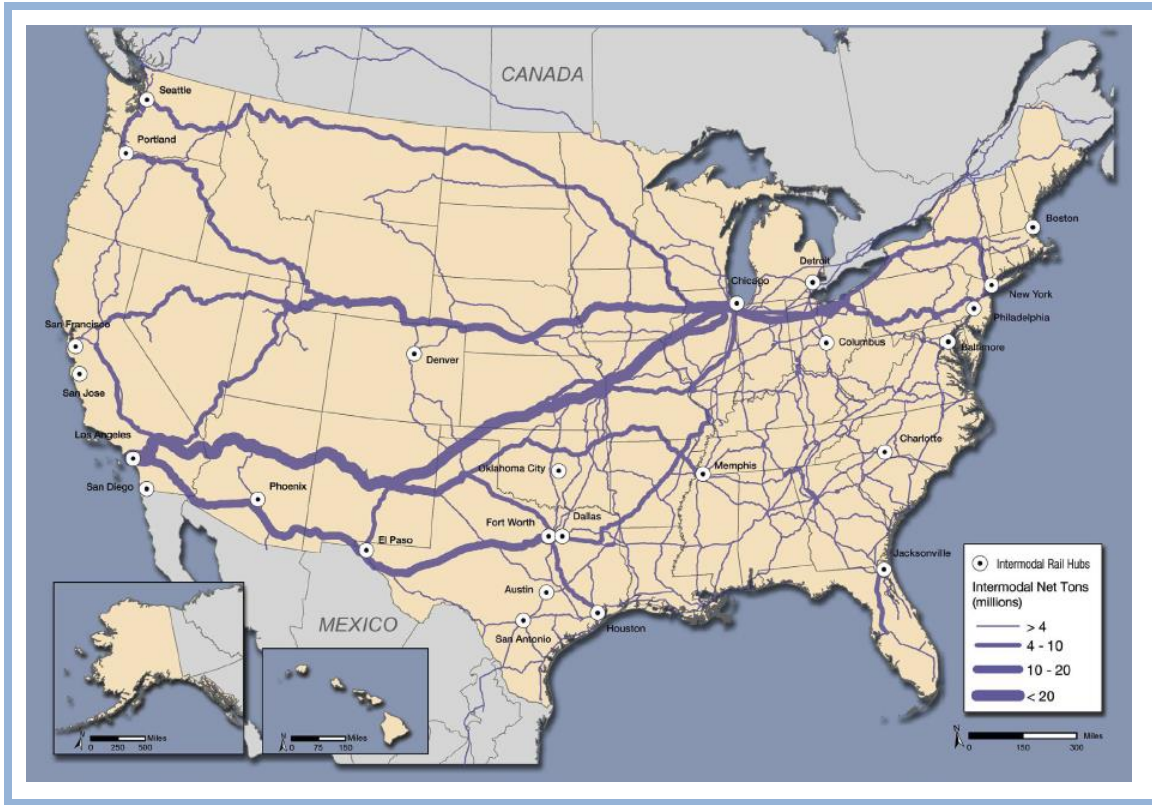 CANADA
Seattle
Portland
Boston
Detroit
Chicago
New York
San Francisco
Philadelphia
Columbus
Baltimore
Denver
San Jose
Los Angeles
Charlotte
Oklahoma City
Memphis
San Diego
Phoenix
Fort Worth
Dallas
El Paso
Jacksonville
Austin
MEXICO
Houston
San Antonio
Intermodal Rail Hubs
Intermodal Net Tons
(millions)
> 4
4 - 10
10 - 20
< 20
N
Miles
0 250 500
N
Miles
0 75 150
N
Miles
0 150 300